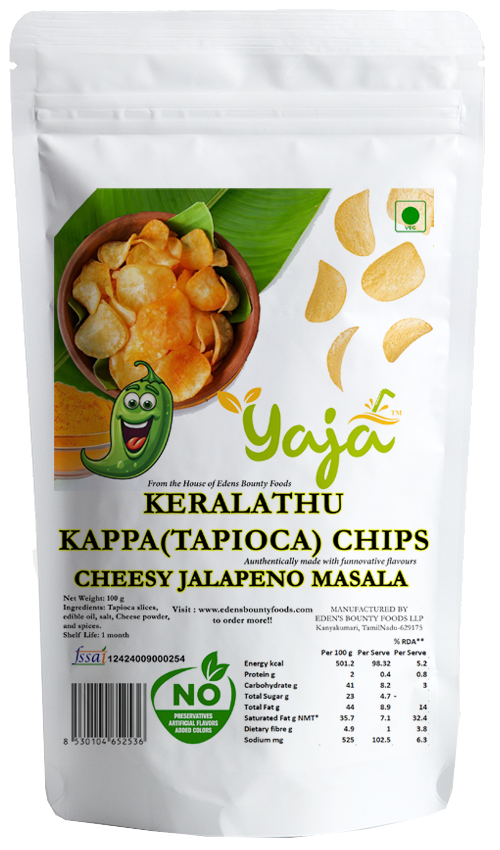 VEG
Yaja TM
From the House of Edens Bounty Foods
KERALATHU
KAPPA(TAPIOCA) CHIPS
Aunthentically made with funnovative flavours
CHEESY JALAPENO MASALA
Net Weight: 100 g
Ingredients: Tapioca slices,
edible oil, salt, Cheese powder,
and spices.
Shelf Life: 1 month
Visit : www.edensbountyfoods.com
to order more!!
MANUFACTURED BY
EDEN'S BOUNTY FOODS LLP
Kanyakumari, TamilNadu-629175
fssai 12424009000254
NO
PRESERVATIVES
ARTIFICIAL FLAVORS
ADDED COLORS
8 530104 652536
% RDA**
Per 100 g Per Serve Per Serve
Energy kcal 501.2 98.32 5.2
Protein g 2 0.4 0.8
Carbohydrate g 41 8.2 3
Total Sugar g 23 4.7 -
Total Fat g 44 8.9 14
Saturated Fat g NMT* 35.7 7.1 32.4
Dietary fibre g 4.9 1 3.8
Sodium mg 525 102.5 6.3